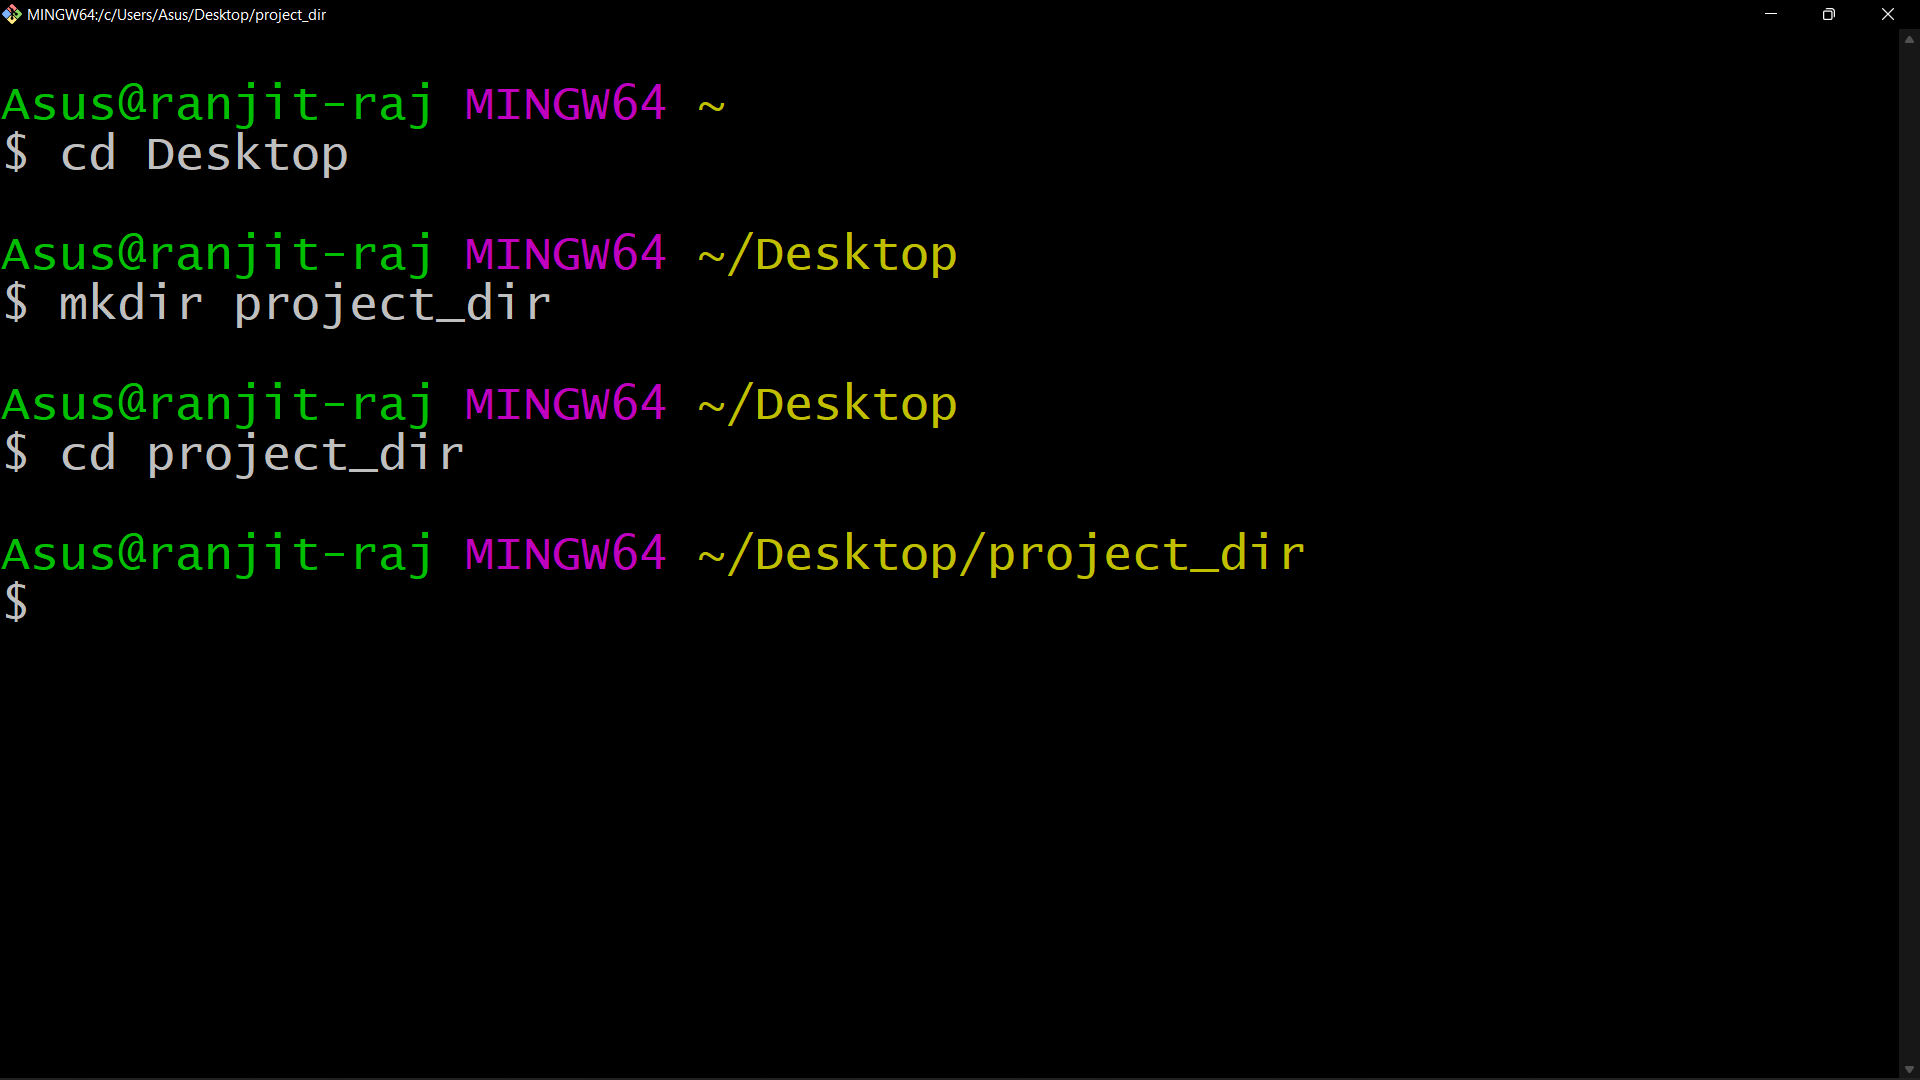 MINGW64:/c/Users/Asus/Desktop/project_dir
Asus@ranjit-raj MINGW64 ~
$ cd Desktop
Asus@ranjit-raj MINGW64 ~/Desktop
$ mkdir project_dir
Asus@ranjit-raj MINGW64 ~/Desktop
$ cd project_dir
Asus@ranjit-raj MINGW64 ~/Desktop/project_dir
$